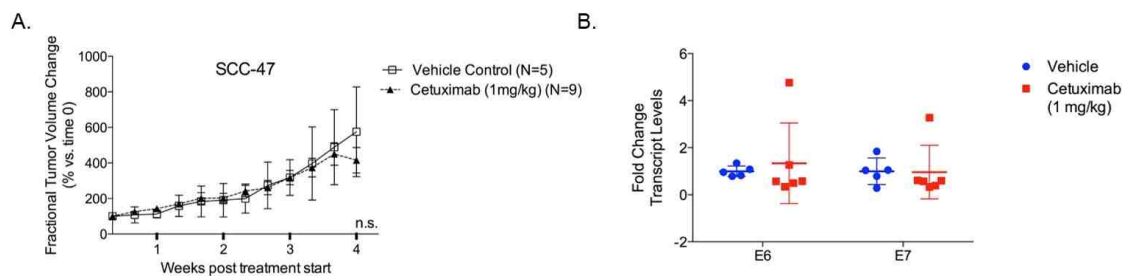 A.
Fractional Tumor Volume Change
(% vs. time 0)
1000
800
600
400
200
0
SCC-47
Vehicle Control (N=5)
Cetuximab (1mg/kg) (N=9)
n.s.
1
2
3
4
Weeks post treatment start
B.
Fold Change
Transcript Levels
6
4
2
0
-2
E6
E7
Vehicle
Cetuximab
(1 mg/kg)